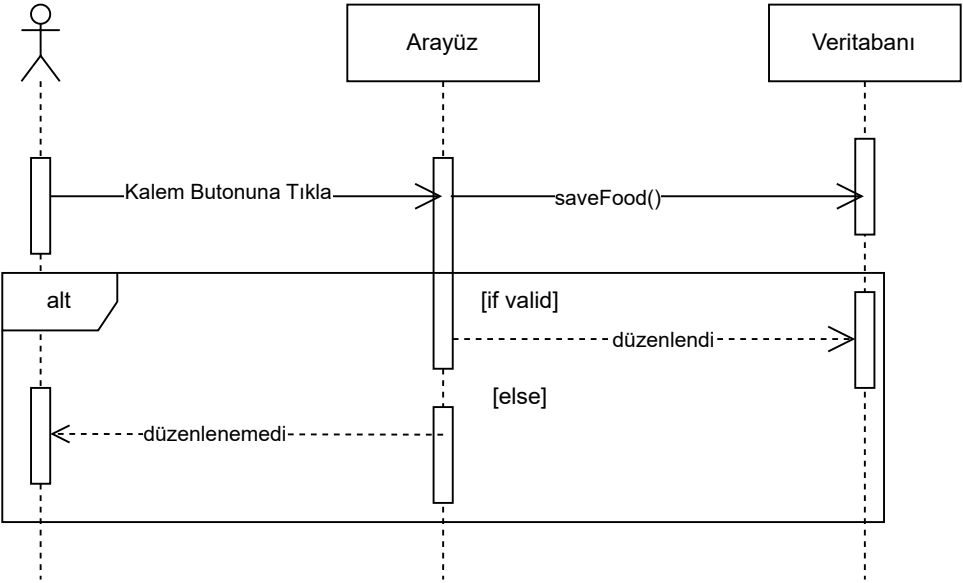 Arayüz
Veritabanı
Kalem Butonuna Tıkla
saveFood()
alt
[if valid]
düzenlendi
[else]
düzenlenemedi